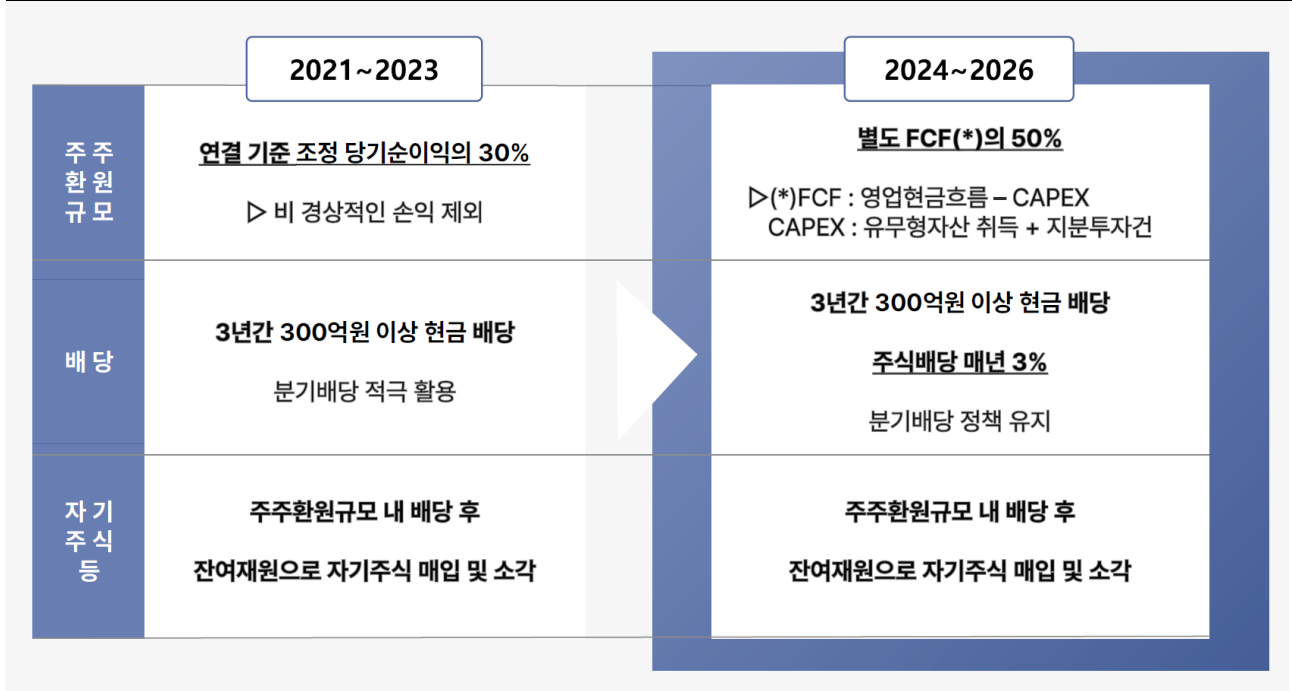 2021~2023
2024~2026
주 주
환 원
규 모
연결 기준 조정 당기순이익의 30%
▷ 비 경상적인 손익 제외
별도 FCF(*)의 50%
▷(*)FCF : 영업현금흐름 – CAPEX
CAPEX : 유무형자산 취득 + 지분투자건
배 당
3년간 300억원 이상 현금 배당
분기배당 적극 활용
3년간 300억원 이상 현금 배당
주식배당 매년 3%
분기배당 정책 유지
자 기
주 식
등
주주환원규모 내 배당 후
잔여재원으로 자기주식 매입 및 소각
주주환원규모 내 배당 후
잔여재원으로 자기주식 매입 및 소각